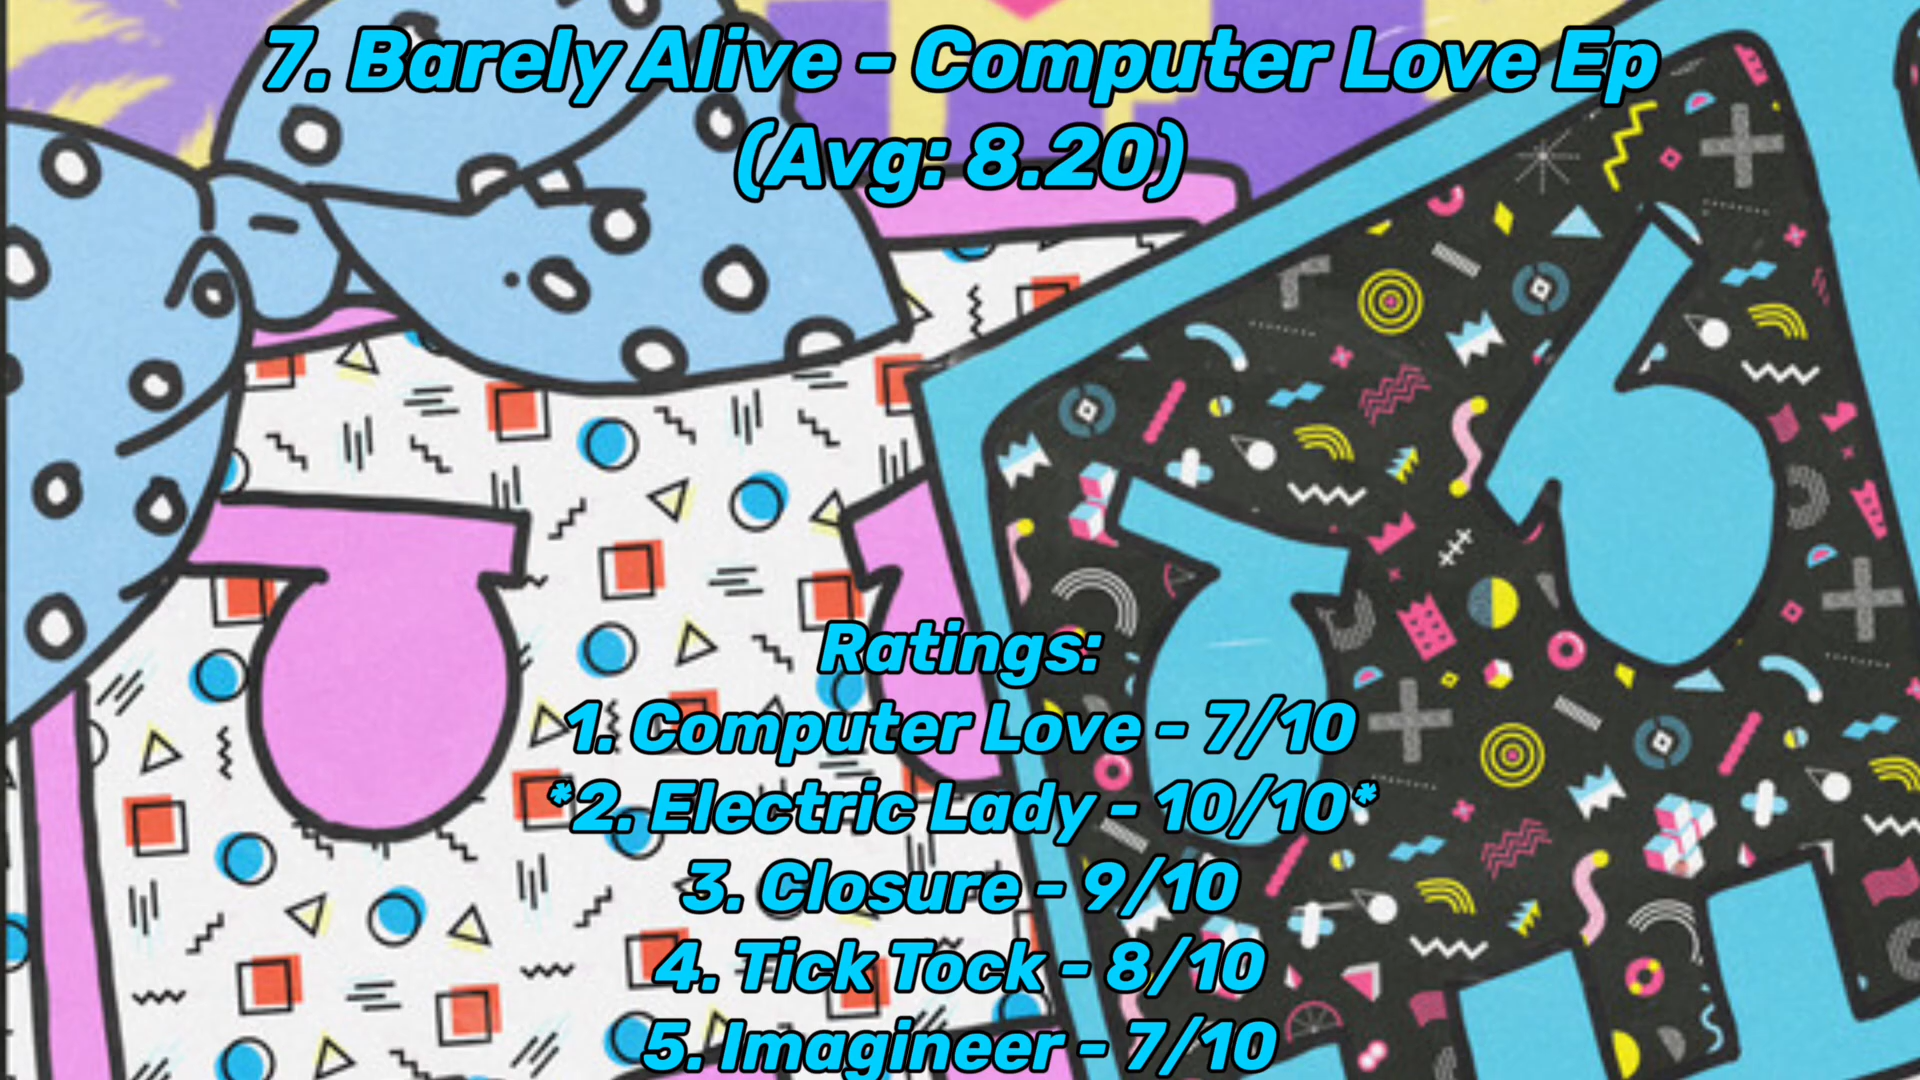 7. Barely Alive - Computer Love Ep
(Avg: 8.20)
Ratings:
1. Computer Love - 7/10
*2. Electric Lady - 10/10*
3. Closure - 9/10
4. Tick Tock - 8/10
5. Imagineer - 7/10